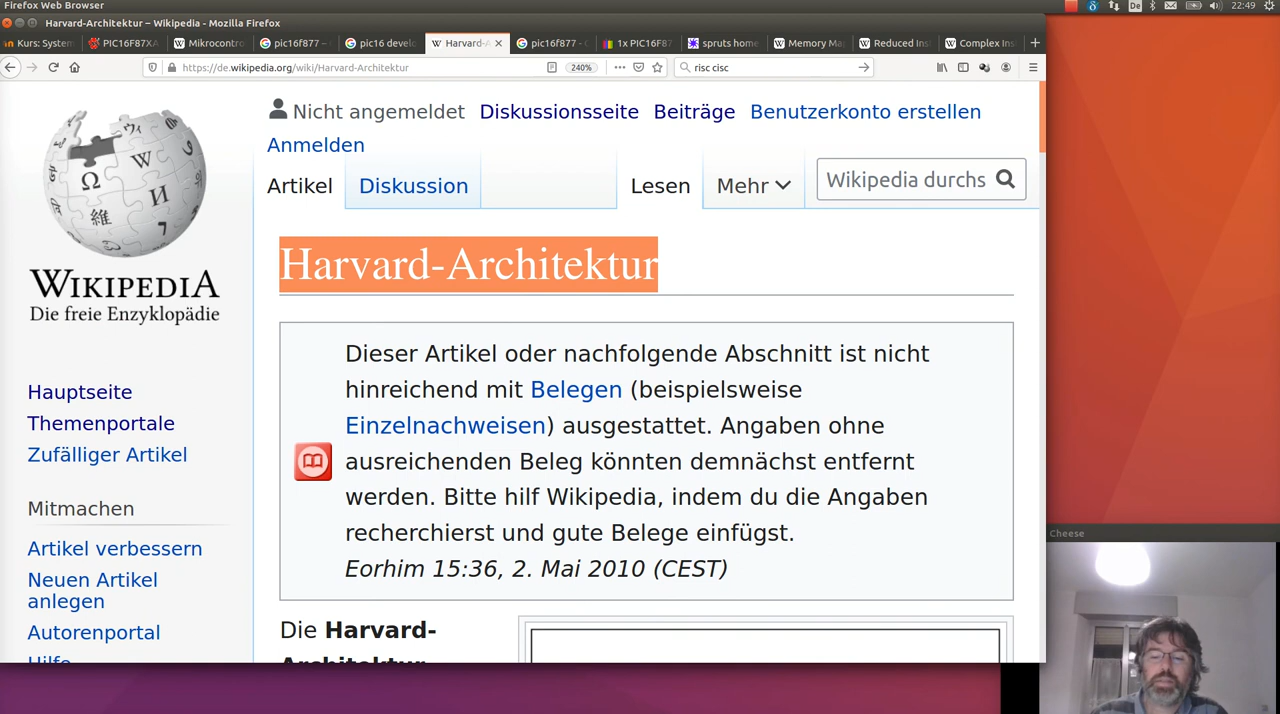 Firefox Web Browser
De
22:49
Harvard-Architektur – Wikipedia - Mozilla Firefox
Kurs: System
PIC16F87XA
Mikrocontro
pic16f877 –
pic16 develo
Harvard-A
pic16f877 -
1x PIC16F87
spruts home
Memory Ma
Reduced Ins
Complex Ins
https://de.wikipedia.org/wiki/Harvard-Architektur
240%
risc cisc
Nicht angemeldet Diskussionsseite Beiträge Benutzerkonto erstellen
Anmelden
Artikel Diskussion Lesen Mehr Wikipedia durchs
WIKIPEDIA
Die freie Enzyklopädie
Harvard-Architektur
Dieser Artikel oder nachfolgende Abschnitt ist nicht
hinreichend mit Belegen (beispielsweise
Einzelnachweisen) ausgestattet. Angaben ohne
ausreichenden Beleg könnten demnächst entfernt
werden. Bitte hilf Wikipedia, indem du die Angaben
recherchierst und gute Belege einfügst.
Eorhim 15:36, 2. Mai 2010 (CEST)
Hauptseite
Themenportale
Zufälliger Artikel
Mitmachen
Artikel verbessern
Neuen Artikel
anlegen
Autorenportal
Hilfe
Die Harvard-
Architektur
Cheese